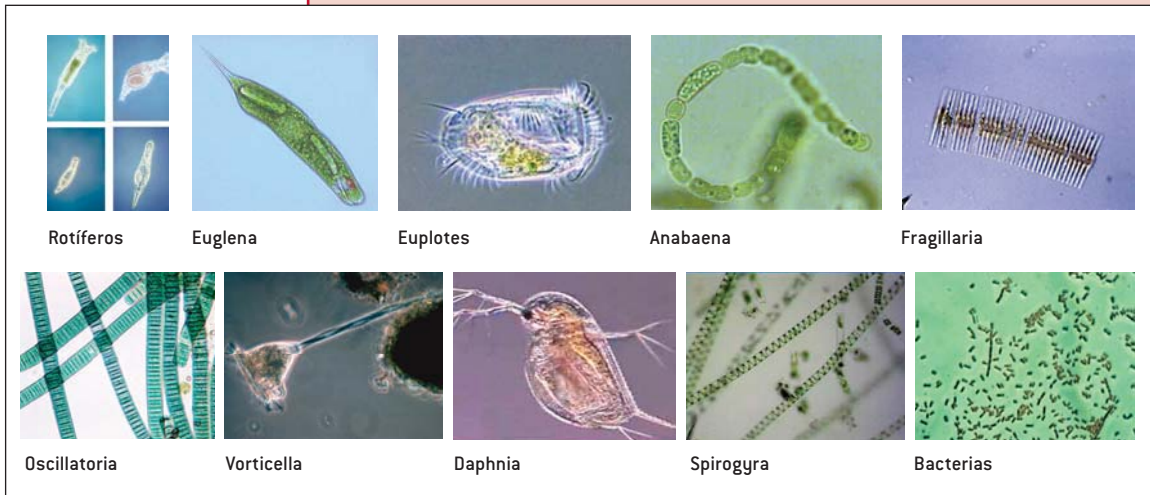 Rotíferos
Euglena
Euplotes
Anabaena
Fragillaria
Oscillatoria
Vorticella
Daphnia
Spirogyra
Bacterias